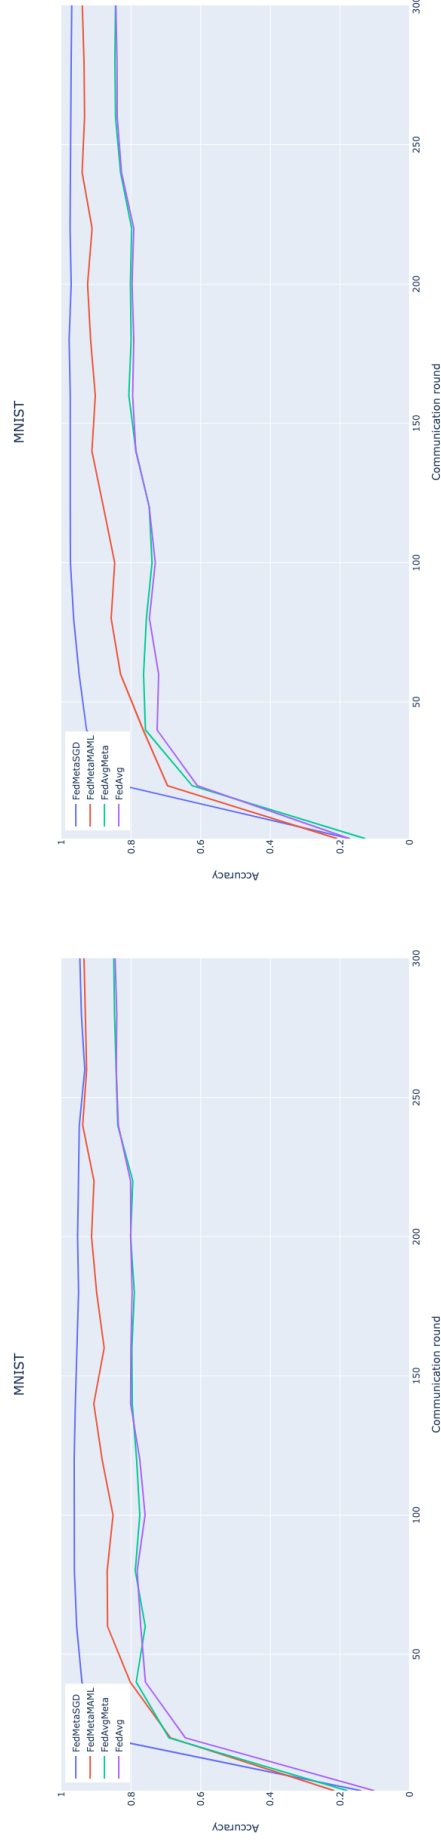 MNIST
1
0.8
0.6
0.4
0.2
0
Accuracy
50
100
150
200
250
300
Communication round
FedMetaSGD
FedMetaMAML
FedAvgMeta
FedAvg
MNIST
1
0.8
0.6
0.4
0.2
0
Accuracy
50
100
150
200
250
300
Communication round
FedMetaSGD
FedMetaMAML
FedAvgMeta
FedAvg